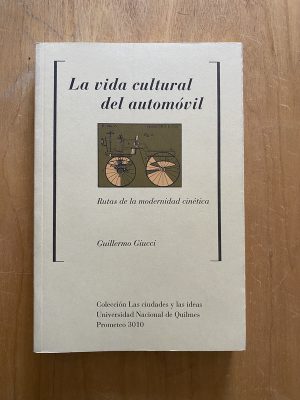 La vida cultural
del automóvil
Rutas de la modernidad cinética
Guillermo Giucci
Colección Las ciudades y las ideas
Universidad Nacional de Quilmes
Prometeo 3010